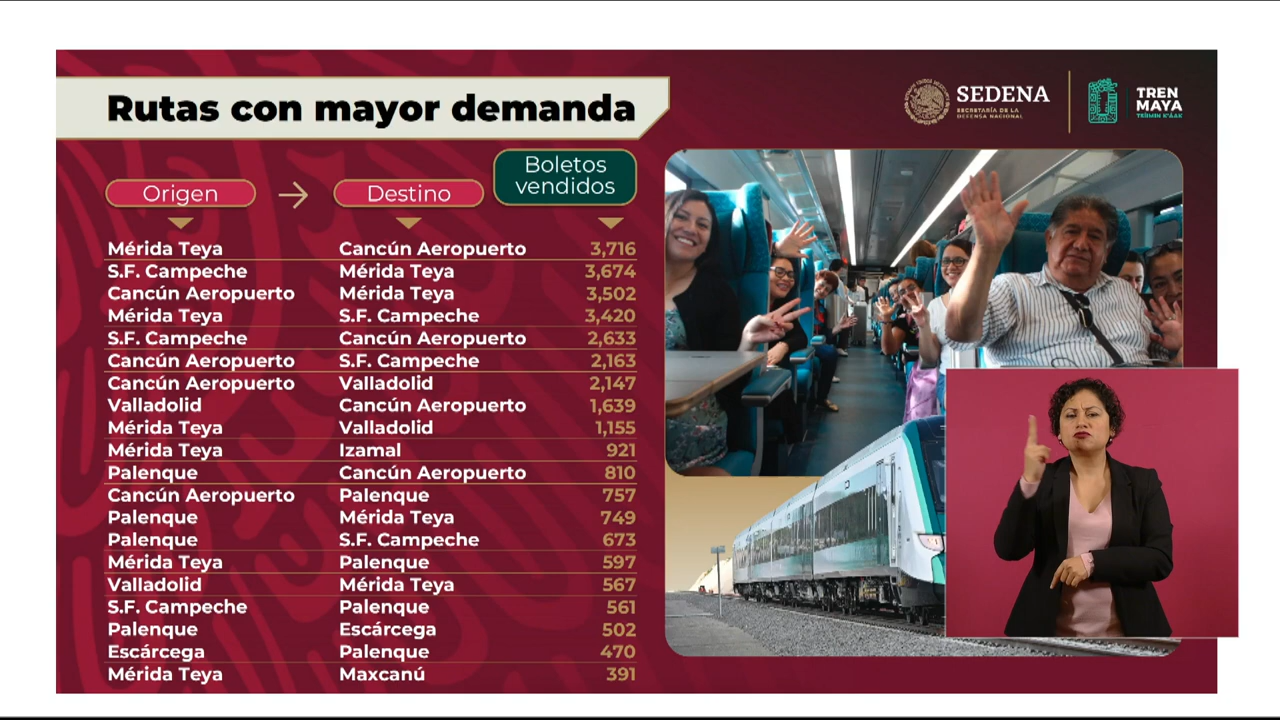 Rutas con mayor demanda
SEDENA
SECRETARÍA DE LA
DEFENSA NACIONAL
TREN
MAYA
TSÍIMIN K'ÁAK
Origen
Destino
Boletos
vendidos
Mérida Teya Cancún Aeropuerto 3,716
S.F. Campeche Mérida Teya 3,674
Cancún Aeropuerto Mérida Teya 3,502
Mérida Teya S.F. Campeche 3,420
S.F. Campeche Cancún Aeropuerto 2,633
Cancún Aeropuerto S.F. Campeche 2,163
Cancún Aeropuerto Valladolid 2,147
Valladolid Cancún Aeropuerto 1,639
Mérida Teya Valladolid 1,155
Mérida Teya Izamal 921
Palenque Cancún Aeropuerto 810
Cancún Aeropuerto Palenque 757
Palenque Mérida Teya 749
Palenque S.F. Campeche 673
Mérida Teya Palenque 597
Valladolid Mérida Teya 567
S.F. Campeche Palenque 561
Palenque Escárcega 502
Escárcega Palenque 470
Mérida Teya Maxcanú 391